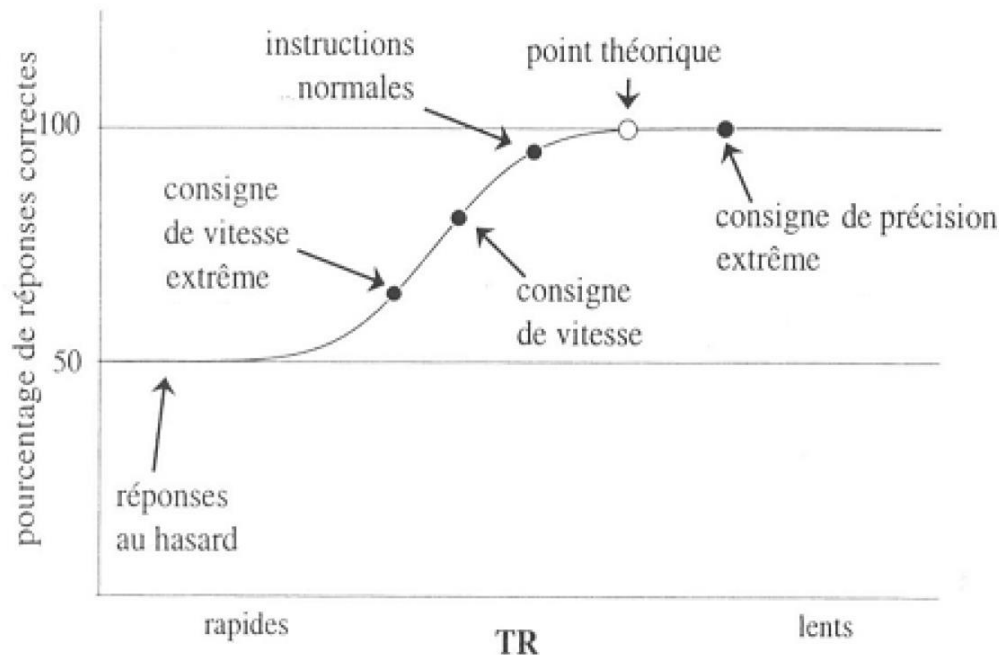 pourcentage de réponses correctes
100
50
instructions
normales
point théorique
consigne
de vitesse
extrême
consigne de précision
extrême
consigne
de vitesse
réponses
au hasard
rapides
TR
lents